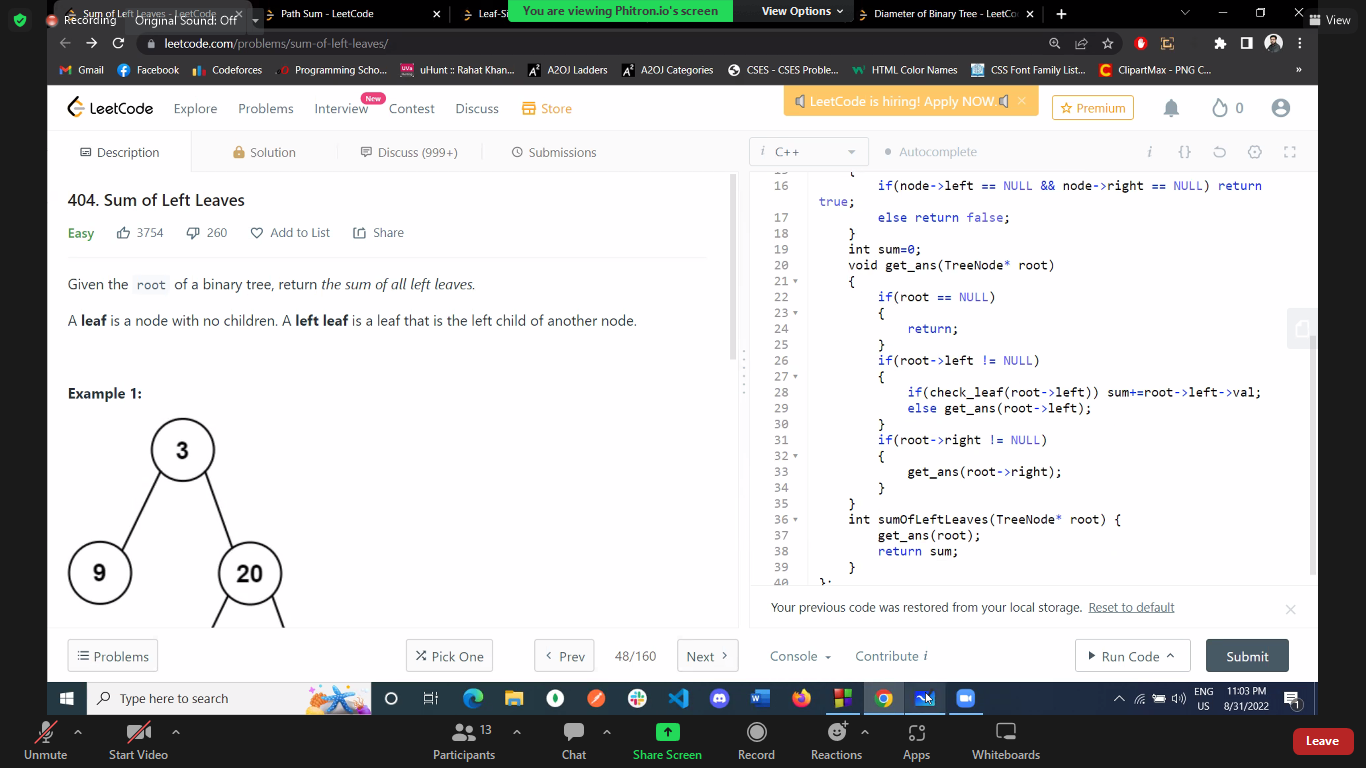 Sum of Left Leaves - LeetCode
Recording
Original Sound: Off
Path Sum - LeetCode
Leaf-Si
You are viewing Phitron.io's screen
View Options
Diameter of Binary Tree - LeetCo
View
leetcode.com/problems/sum-of-left-leaves/
Gmail Facebook Codeforces Programming Scho... uHunt :: Rahat Khan... A2OJ Ladders A2OJ Categories CSES - CSES Proble... HTML Color Names CSS Font Family List... ClipartMax - PNG C... »
LeetCode Explore Problems Interview New Contest Discuss Store
LeetCode is hiring! Apply NOW.
Premium
0
Description Solution Discuss (999+) Submissions
i C++ Autocomplete i {}
404. Sum of Left Leaves
Easy 3754 260 Add to List Share
Given the root of a binary tree, return the sum of all left leaves.
A leaf is a node with no children. A left leaf is a leaf that is the left child of another node.
Example 1:
3
9 20
15 {
16 if(node->left == NULL && node->right == NULL) return
true;
17 else return false;
18 }
19 int sum=0;
20 void get_ans(TreeNode* root)
21 {
22 if(root == NULL)
23 {
24 return;
25 }
26 if(root->left != NULL)
27 {
28 if(check_leaf(root->left)) sum+=root->left->val;
29 else get_ans(root->left);
30 }
31 if(root->right != NULL)
32 {
33 get_ans(root->right);
34 }
35 }
36 int sumOfLeftLeaves(TreeNode* root) {
37 get_ans(root);
38 return sum;
39 }
40 };
Your previous code was restored from your local storage. Reset to default
Problems Pick One Prev 48/160 Next Console Contribute i Run Code Submit
Type here to search
ENG
US
11:03 PM
8/31/2022
1
Unmute Start Video Participants 13 Chat Share Screen Record Reactions Apps Whiteboards Leave